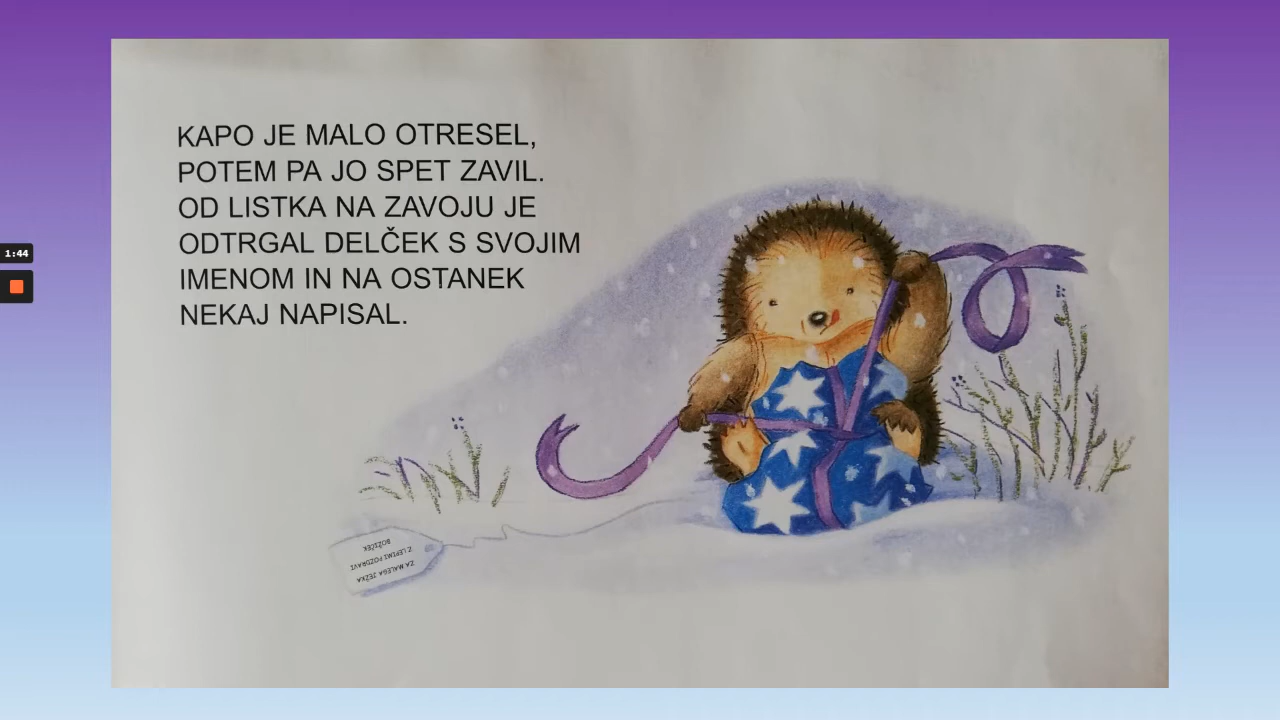 KAPO JE MALO OTRESEL,
POTEM PA JO SPET ZAVIL.
OD LISTKA NA ZAVOJU JE
ODTRGAL DELČEK S SVOJIM
IMENOM IN NA OSTANEK
NEKAJ NAPISAL.
1:44
ZA MALEGA JEŽKA
Z LEPIMI POZDRAVI
BOŽIČEK